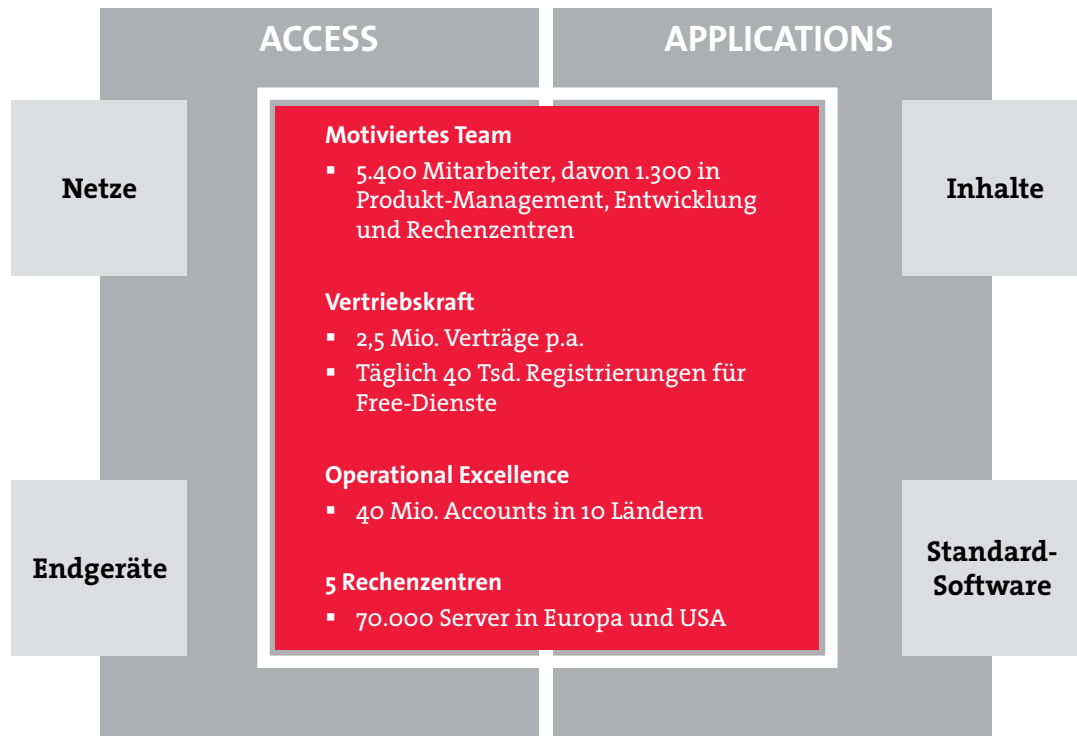 ACCESS
APPLICATIONS
Netze
Motiviertes Team
▪ 5.400 Mitarbeiter, davon 1.300 in
Produkt-Management, Entwicklung
und Rechenzentren
Inhalte
Vertriebskraft
▪ 2,5 Mio. Verträge p.a.
▪ Täglich 40 Tsd. Registrierungen für
Free-Dienste
Operational Excellence
▪ 40 Mio. Accounts in 10 Ländern
Endgeräte
5 Rechenzentren
▪ 70.000 Server in Europa und USA
Standard-
Software